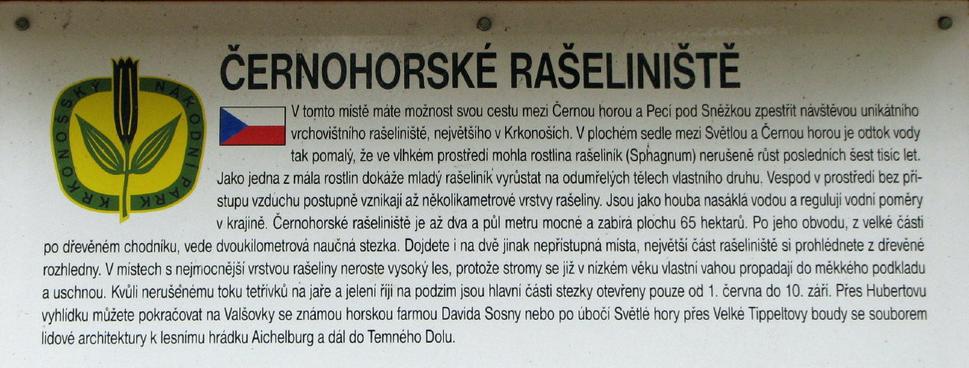 ČERNOHORSKÉ RAŠELINIŠTĚ
KRKONOŠSKÝ NÁRODNÍ PARK
V tomto místě máte možnost svou cestu mezi Černou horou a Pecí pod Sněžkou zpestřit návštěvou unikátního
vrchovištního rašeliniště, největšího v Krkonoších. V plochém sedle mezi Světlou a Černou horou je odtok vody
tak pomalý, že ve vlhkém prostředí mohla rostlina rašeliník (Sphagnum) nerušeně růst posledních šest tisíc let.
Jako jedna z mála rostlin dokáže mladý rašeliník vyrůstat na odumřelých tělech vlastního druhu. Vespod v prostředí bez pří-
stupu vzduchu postupně vznikají až několikametrové vrstvy rašeliny. Jsou jako houba nasáklá vodou a regulují vodní poměry
v krajině. Černohorské rašeliniště je až dva a půl metru mocné a zabírá plochu 65 hektarů. Po jeho obvodu, z velké části
po dřevěném chodníku, vede dvoukilometrová naučná stezka. Dojdete i na dvě jinak nepřístupná místa, největší část rašeliniště si prohlédnete z dřevěné
rozhledny. V místech s nejmocnější vrstvou rašeliny neroste vysoký les, protože stromy se již v nízkém věku vlastní vahou propadají do měkkého podkladu
a uschnou. Kvůli nerušenému toku tetřívků na jaře a jelení říji na podzim jsou hlavní části stezky otevřeny pouze od 1. června do 10. září. Přes Hubertovu
vyhlídku můžete pokračovat na Valšovky se známou horskou farmou Davida Sosny nebo po úbočí Světlé hory přes Velké Tippeltovy boudy se souborem
lidové architektury k lesnímu hrádku Aichelburg a dál do Temného Dolu.